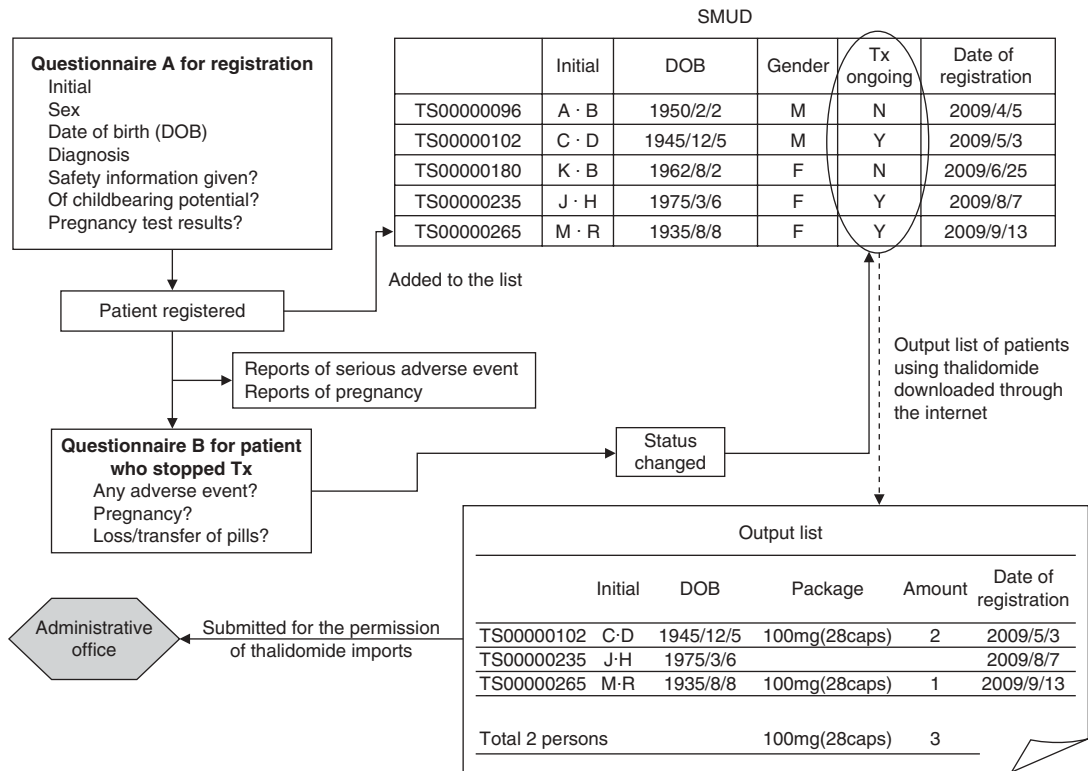 SMUD
Questionnaire A for registration
Initial
Sex
Date of birth (DOB)
Diagnosis
Safety information given?
Of childbearing potential?
Pregnancy test results?
Initial DOB Gender Tx ongoing Date of registration
TS00000096 A · B 1950/2/2 M N 2009/4/5
TS00000102 C · D 1945/12/5 M Y 2009/5/3
TS00000180 K · B 1962/8/2 F N 2009/6/25
TS00000235 J · H 1975/3/6 F Y 2009/8/7
TS00000265 M · R 1935/8/8 F Y 2009/9/13
Added to the list
Patient registered
Reports of serious adverse event
Reports of pregnancy
Output list of patients
using thalidomide
downloaded through
the internet
Questionnaire B for patient
who stopped Tx
Any adverse event?
Pregnancy?
Loss/transfer of pills?
Status
changed
Output list
Initial DOB Package Amount Date of registration
TS00000102 C·D 1945/12/5 100mg(28caps) 2 2009/5/3
TS00000235 J·H 1975/3/6 2009/8/7
TS00000265 M·R 1935/8/8 100mg(28caps) 1 2009/9/13
Total 2 persons 100mg(28caps) 3
Submitted for the permission
of thalidomide imports
Administrative
office